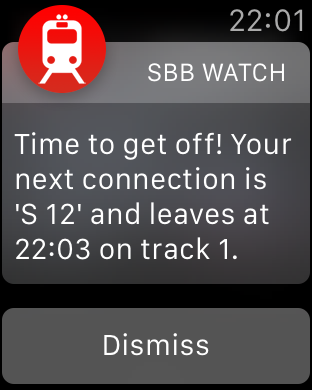 22:01
SBB WATCH
Time to get off! Your
next connection is
'S 12' and leaves at
22:03 on track 1.
Dismiss